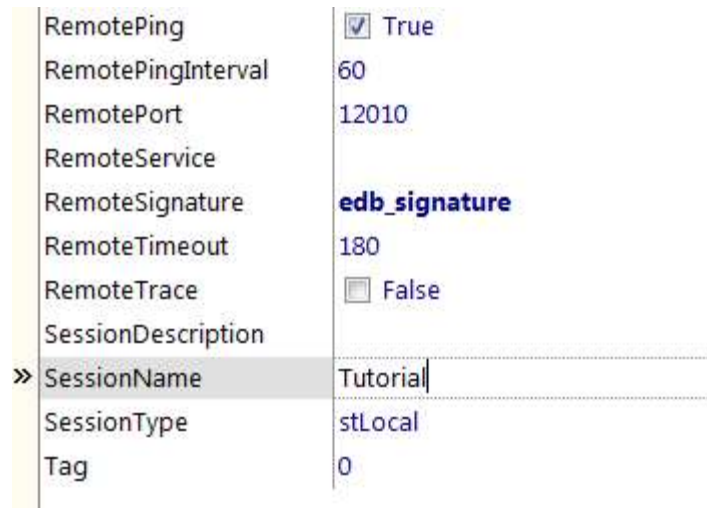 RemotePing True
RemotePingInterval 60
RemotePort 12010
RemoteService
RemoteSignature edb_signature
RemoteTimeout 180
RemoteTrace False
SessionDescription
» SessionName Tutorial
SessionType stLocal
Tag 0